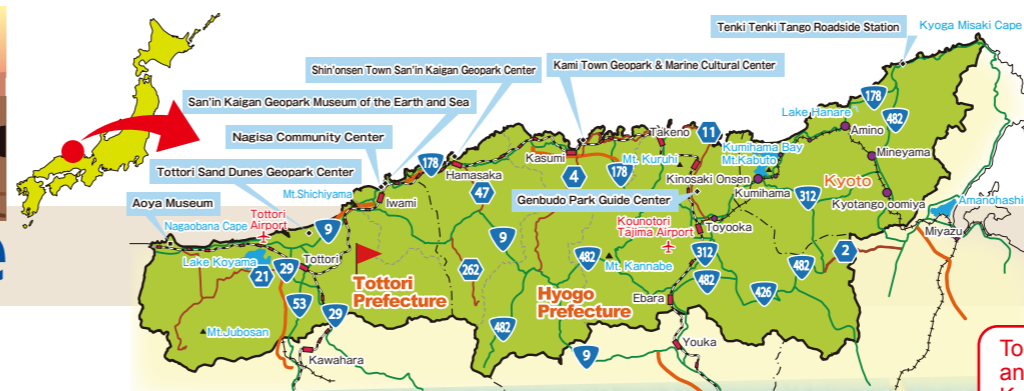 Tenki Tenki Tango Roadside Station
Kyoga Misaki Cape
Shin'onsen Town San'in Kaigan Geopark Center
Kami Town Geopark & Marine Cultural Center
San'in Kaigan Geopark Museum of the Earth and Sea
178
Lake Hanare
482
Nagisa Community Center
Takeno
11
Amino
Kumihama Bay
Mt.Kabuto
178
Kasumi
Mt. Kuruhi
Mineyama
Tottori Sand Dunes Geopark Center
Hamasaka
4
178
Kinosaki Onsen
Kumihama
Kyoto
Mt.Shichiyama
47
312
Kyotango oomiya
Iwami
Genbudo Park Guide Center
Aoya Museum
Amanohashi
Nagaobana Cape
Tottori
Airport
9
Kounotori
Tajima Airport
Toyooka
Miyazu
9
312
2
Lake Koyama
21
29
Tottori
262
482
Mt. Kannabe
482
482
Tottori
Prefecture
Hyogo
Prefecture
426
53
29
Ebara
482
Mt.Jubosan
Youka
Kawahara
9
To
an